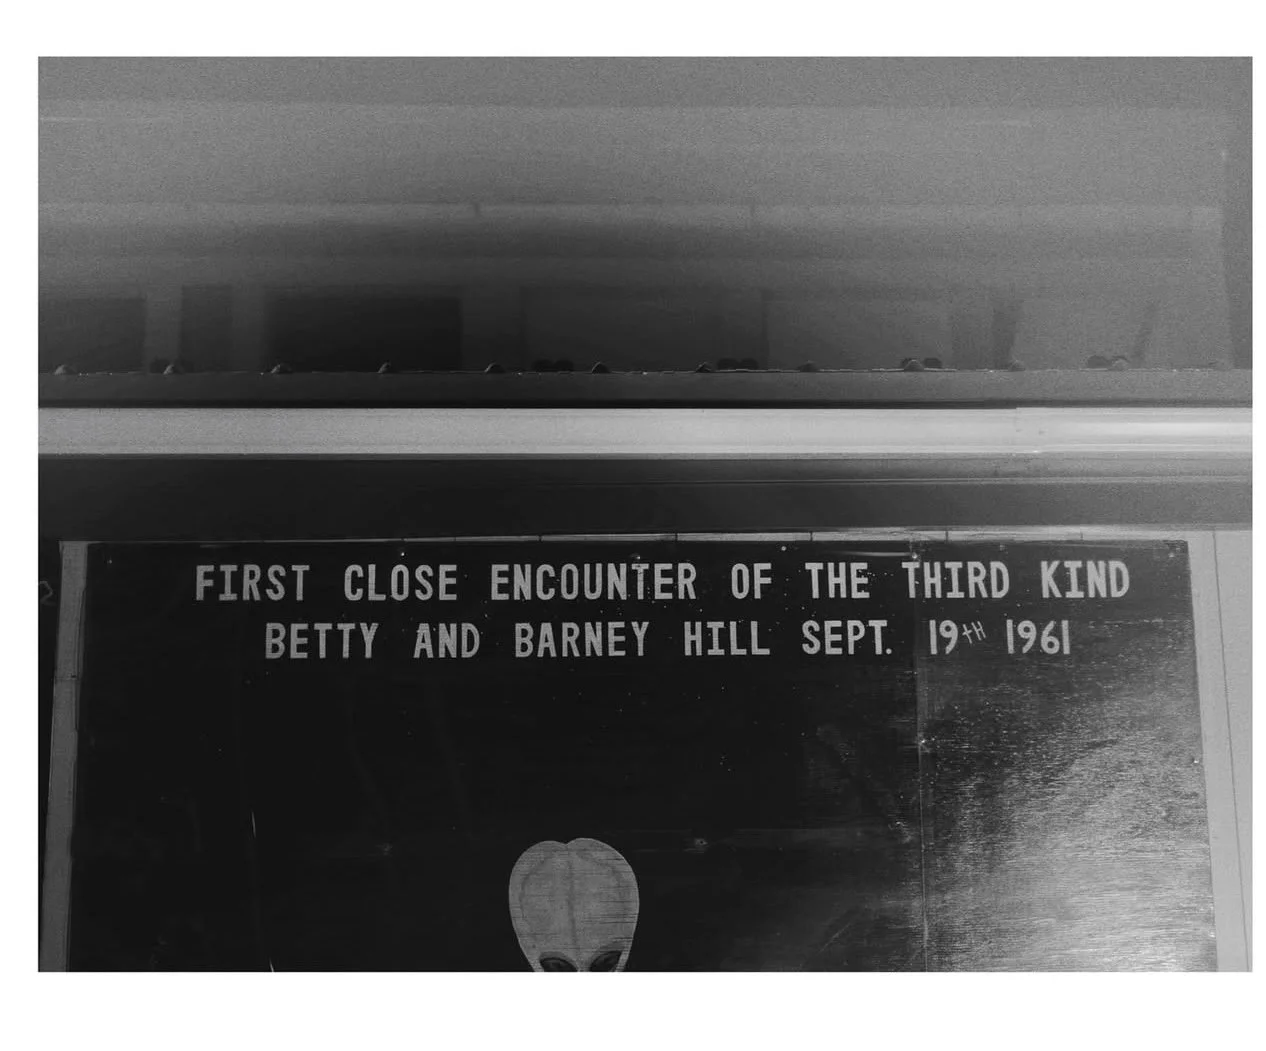 FIRST CLOSE ENCOUNTER OF THE THIRD KIND
BETTY AND BARNEY HILL SEPT. 19TH 1961